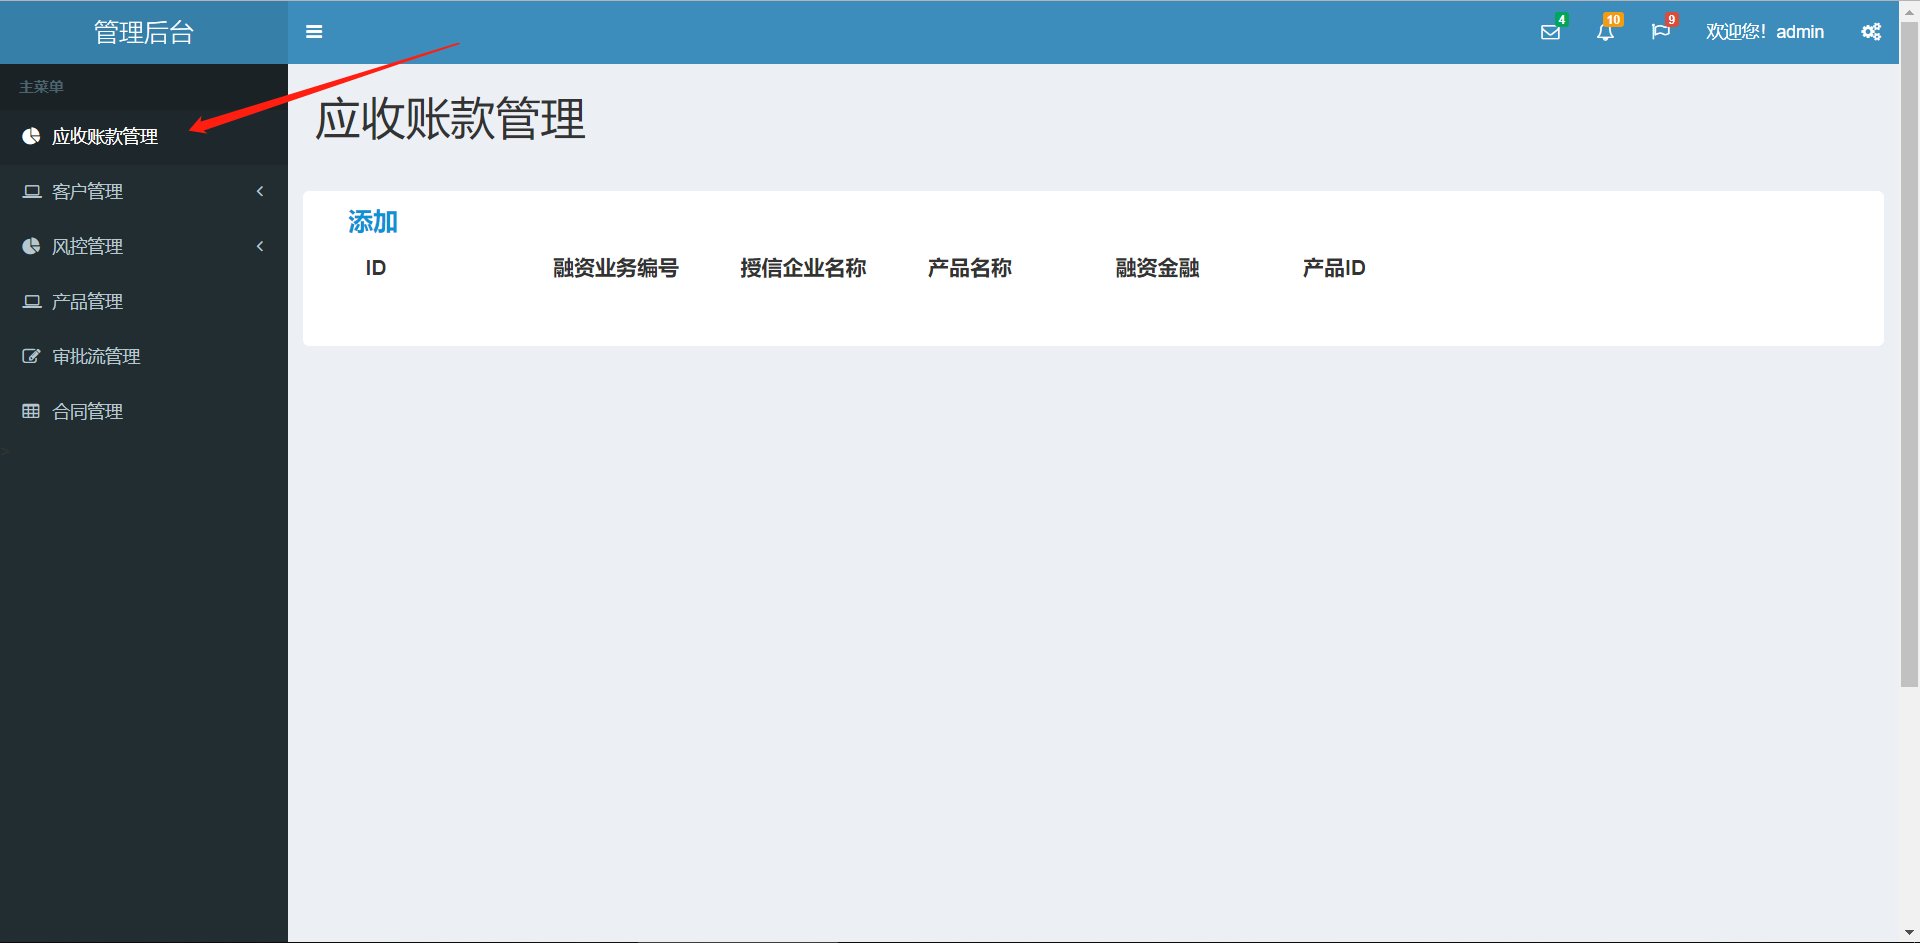 管理后台
4
10
9
欢迎您！admin
主菜单
应收账款管理
客户管理
风控管理
产品管理
审批流管理
合同管理
>
应收账款管理
添加
ID 融资业务编号 授信企业名称 产品名称 融资金融 产品ID